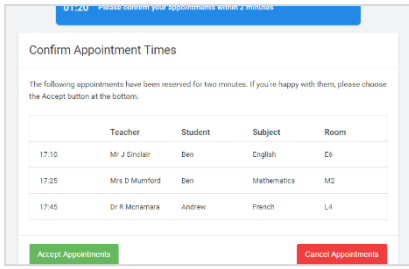 01:20 Please confirm your appointments within 2 minutes
Confirm Appointment Times
The following appointments have been reserved for two minutes. If you're happy with them, please choose
the Accept button at the bottom.
Teacher Student Subject Room
17:10 Mr J Sinclair Ben English E6
17:25 Mrs D Mumford Ben Mathematics M2
17:45 Dr R Mcnamara Andrew French L4
Accept Appointments Cancel Appointments